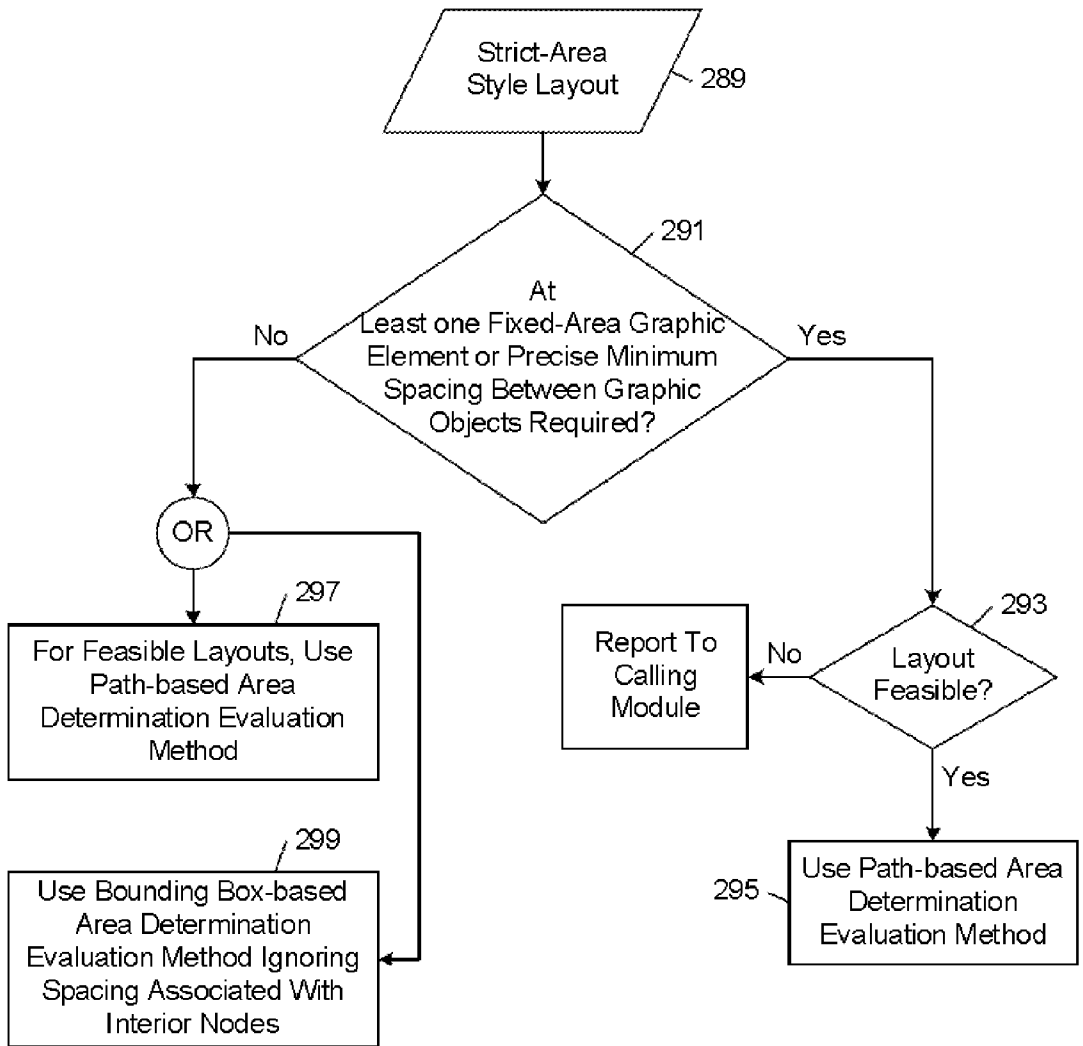 Strict-Area
Style Layout
289
291
At
Least one Fixed-Area Graphic
Element or Precise Minimum
Spacing Between Graphic
Objects Required?
No
Yes
OR
297
For Feasible Layouts, Use
Path-based Area
Determination Evaluation
Method
293
Layout
Feasible?
No
Report To
Calling
Module
Yes
299
Use Bounding Box-based
Area Determination
Evaluation Method Ignoring
Spacing Associated With
Interior Nodes
295
Use Path-based Area
Determination
Evaluation Method